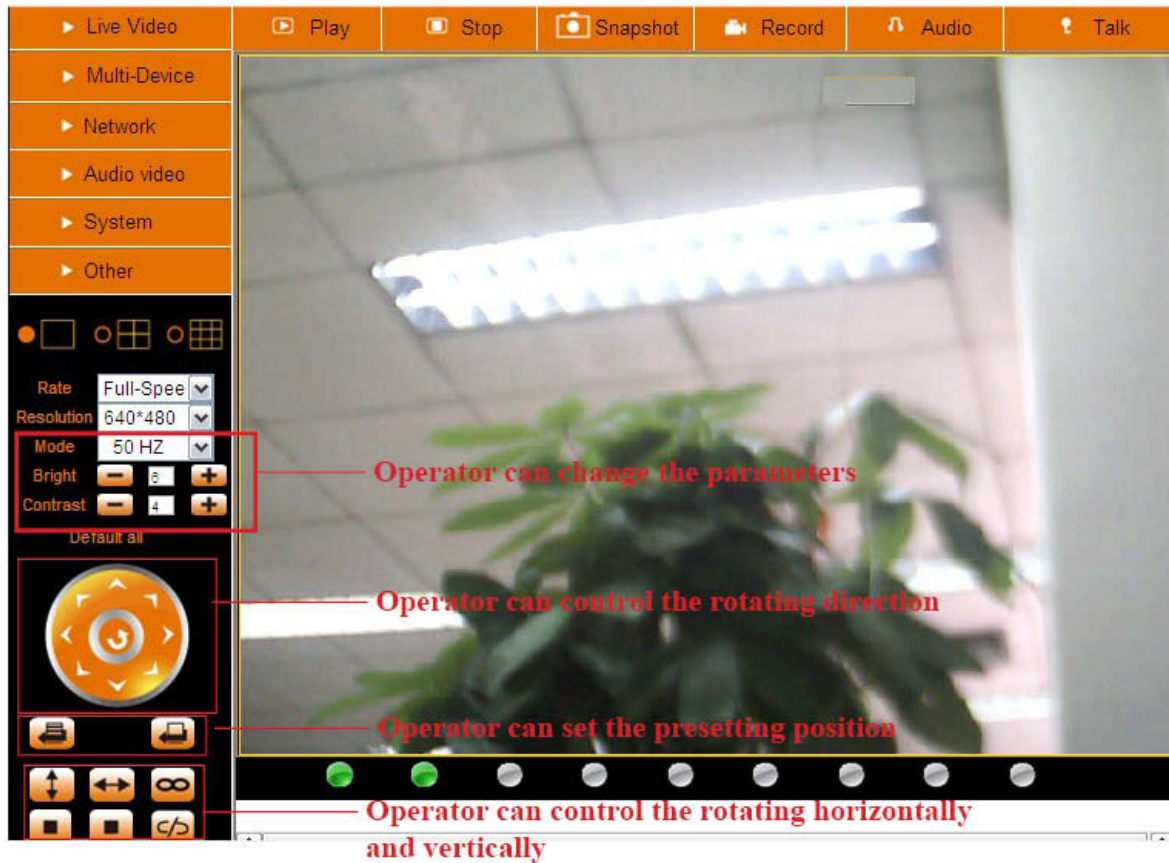 Live Video
Play
Stop
Snapshot
Record
Audio
Talk
Multi-Device
Network
Audio video
System
Other
Rate Full-Spee
Resolution 640*480
Mode 50 HZ
Bright 6
Contrast 4
Default all
Operator can change the parameters
Operator can control the rotating direction
Operator can set the presetting position
Operator can control the rotating horizontally
and vertically